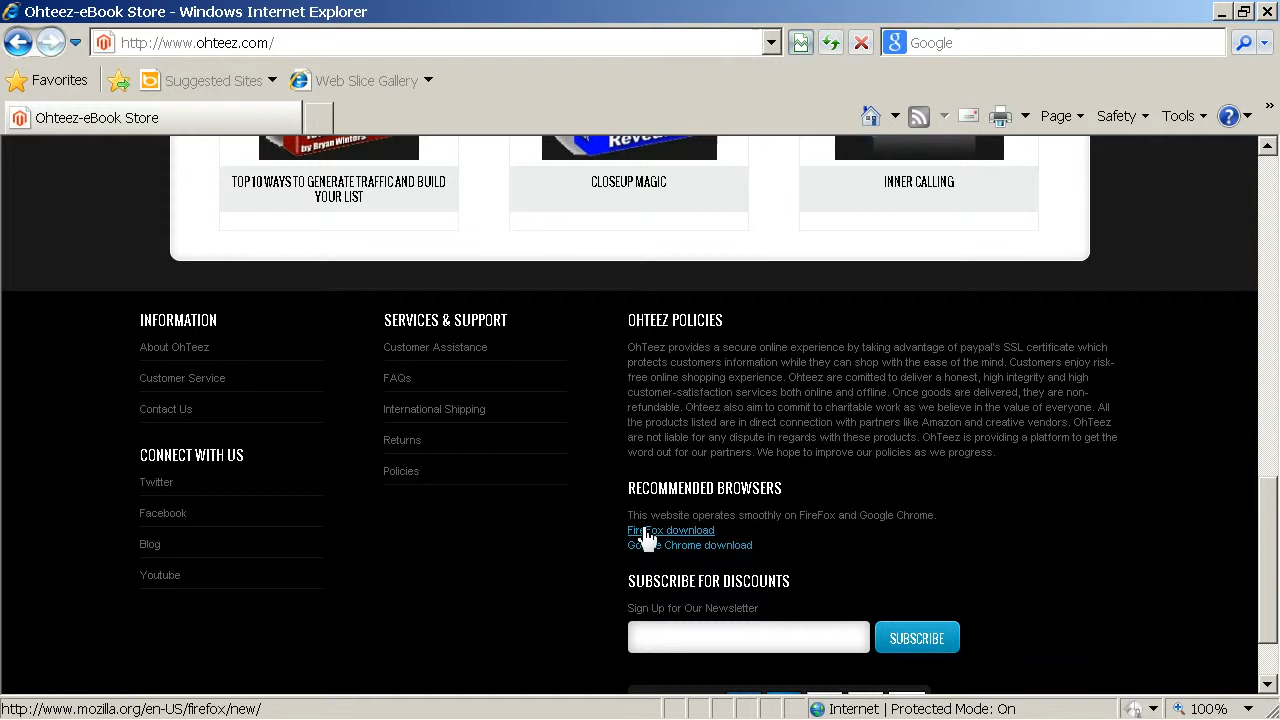 Ohteez-eBook Store - Windows Internet Explorer
http://www.ohteez.com/
Google
Favorites
Suggested Sites
Web Slice Gallery
Ohteez-eBook Store
Page
Safety
Tools
by Bryan Winters
TOP 10 WAYS TO GENERATE TRAFFIC AND BUILD
YOUR LIST
CLOSEUP MAGIC
INNER CALLING
INFORMATION
About OhTeez
Customer Service
Contact Us
CONNECT WITH US
Twitter
Facebook
Blog
Youtube
SERVICES & SUPPORT
Customer Assistance
FAQs
International Shipping
Returns
Policies
OHTEEZ POLICIES
OhTeez provides a secure online experience by taking advantage of paypal's SSL certificate which
protects customers information while they can shop with the ease of the mind. Customers enjoy risk-
free online shopping experience. Ohteez are comitted to deliver a honest, high integrity and high
customer-satisfaction services both online and offline. Once goods are delivered, they are non-
refundable. Ohteez also aim to commit to charitable work as we believe in the value of everyone. All
the products listed are in direct connection with partners like Amazon and creative vendors. OhTeez
are not liable for any dispute in regards with these products. OhTeez is providing a platform to get the
word out for our partners. We hope to improve our policies as we progress.
RECOMMENDED BROWSERS
This website operates smoothly on FireFox and Google Chrome.
FireFox download
Google Chrome download
SUBSCRIBE FOR DISCOUNTS
Sign Up for Our Newsletter
SUBSCRIBE
http://www.mozilla.org/en-US/firefox/new/
Internet | Protected Mode: On
100%